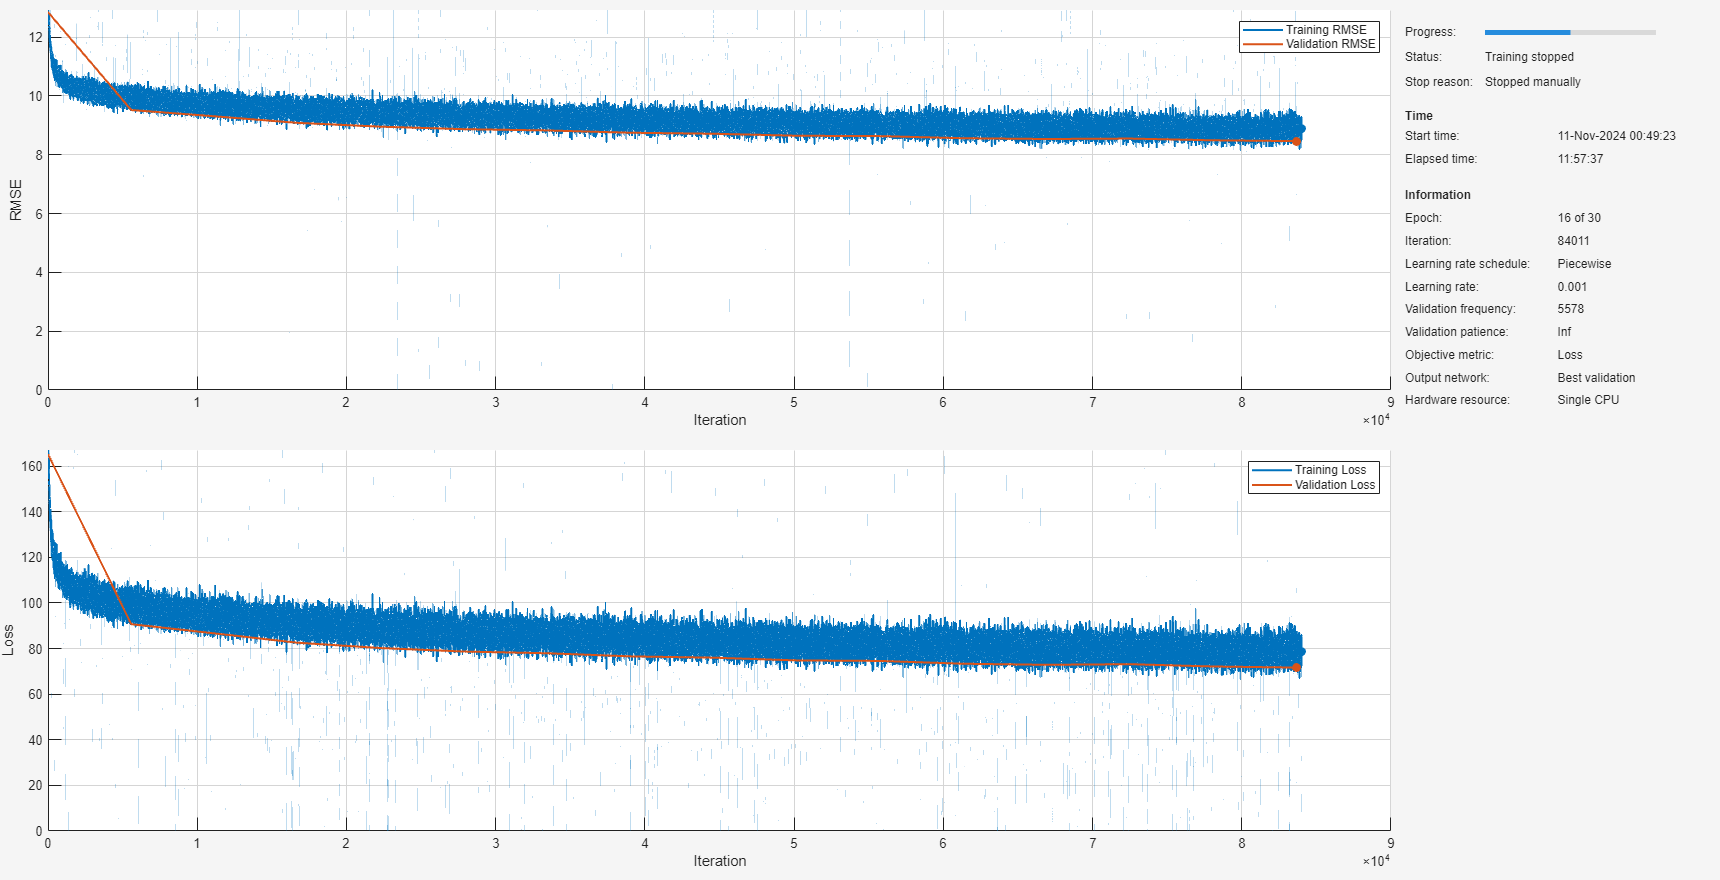 Training RMSE
Validation RMSE
12
10
8
6
4
2
0
RMSE
0 1 2 3 4 5 6 7 8 9
Iteration
×10⁴
Training Loss
Validation Loss
160
140
120
100
80
60
40
20
0
Loss
0 1 2 3 4 5 6 7 8 9
Iteration
×10⁴
Progress:
Status: Training stopped
Stop reason: Stopped manually
Time
Start time: 11-Nov-2024 00:49:23
Elapsed time: 11:57:37
Information
Epoch: 16 of 30
Iteration: 84011
Learning rate schedule: Piecewise
Learning rate: 0.001
Validation frequency: 5578
Validation patience: Inf
Objective metric: Loss
Output network: Best validation
Hardware resource: Single CPU